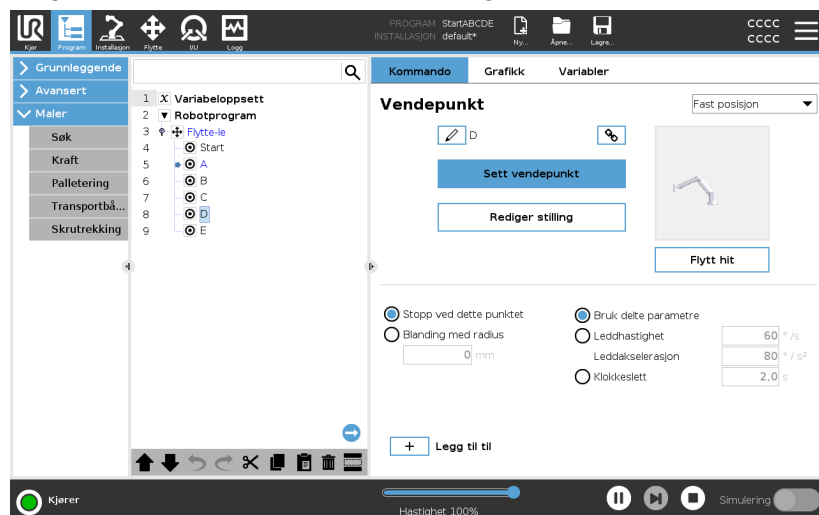 PROGRAM StartABCDE
INSTALLASJON default*
CCCC
CCCC
UR
Kjør
Program
Installasjon
Flytte
I/U
Logg
Ny...
Åpne...
Lagre...
Grunnleggende
Avansert
Maler
Søk
Kraft
Palletering
Transportbå...
Skrutrekking
1 X Variabeloppsett
2 Robotprogram
3 Flytte-le
4 Start
5 A
6 B
7 C
8 D
9 E
Kommando
Grafikk
Variabler
Vendepunkt
Fast posisjon
D
Sett vendepunkt
Rediger stilling
Flytt hit
Stopp ved dette punktet
Blanding med radius
0 mm
Bruk delte parametre
Leddhastighet 60 ° /s
Leddakselerasjon 80 ° / s²
Klokkeslett 2,0 s
+ Legg til til
Kjører
Hastighet 100%
Simulering